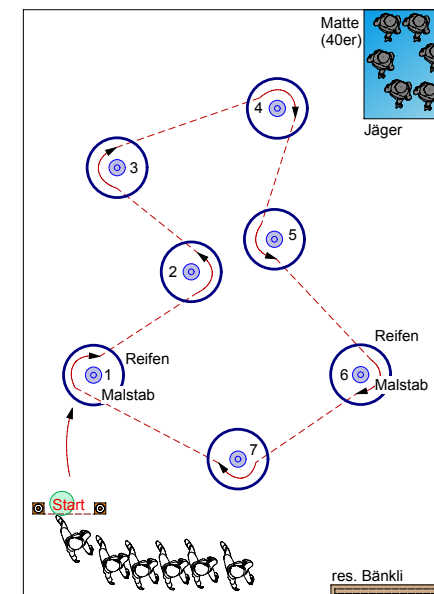 Matte
(40er)
Jäger
4
3
5
2
Reifen
1
Malstab
Reifen
6
Malstab
7
Start
res. Bänkli